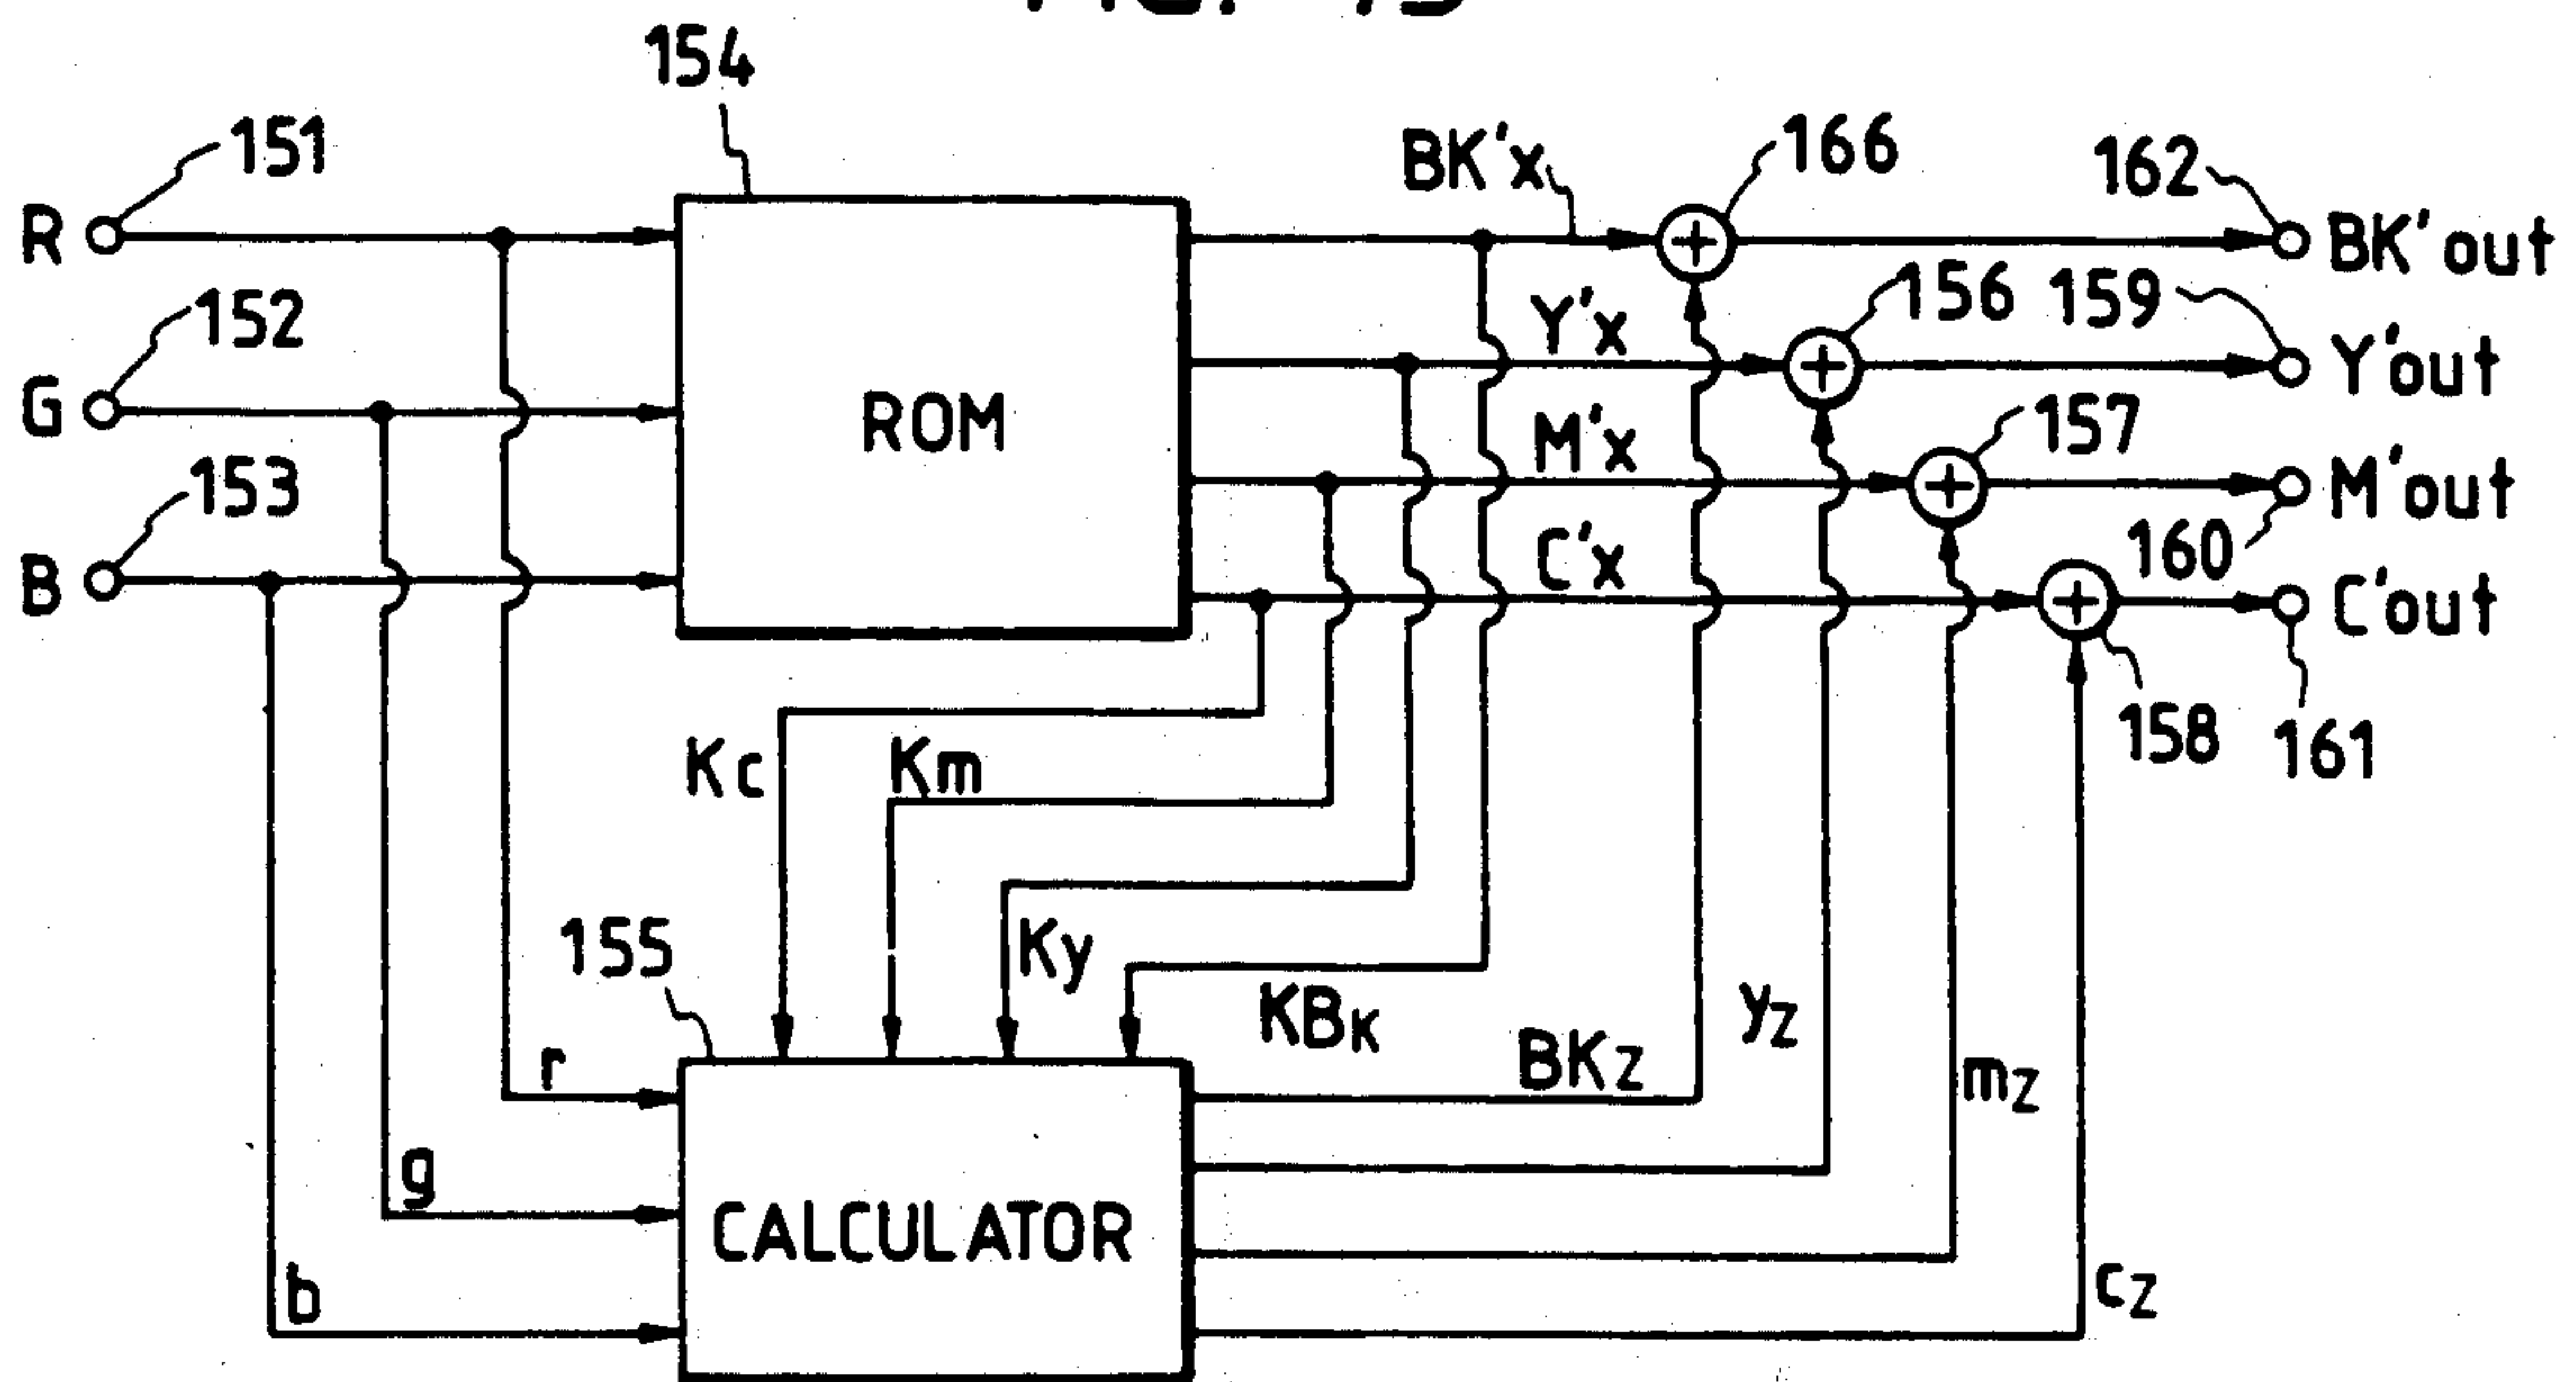 154
151
R
152
G
153
B
ROM
BK'x
166
162
BK'out
Y'x
156
159
Y'out
M'x
157
M'out
160
C'x
C'out
158
161
Kc
Km
Ky
KBK
155
r
g
b
CALCULATOR
BKZ
yZ
mZ
cZ